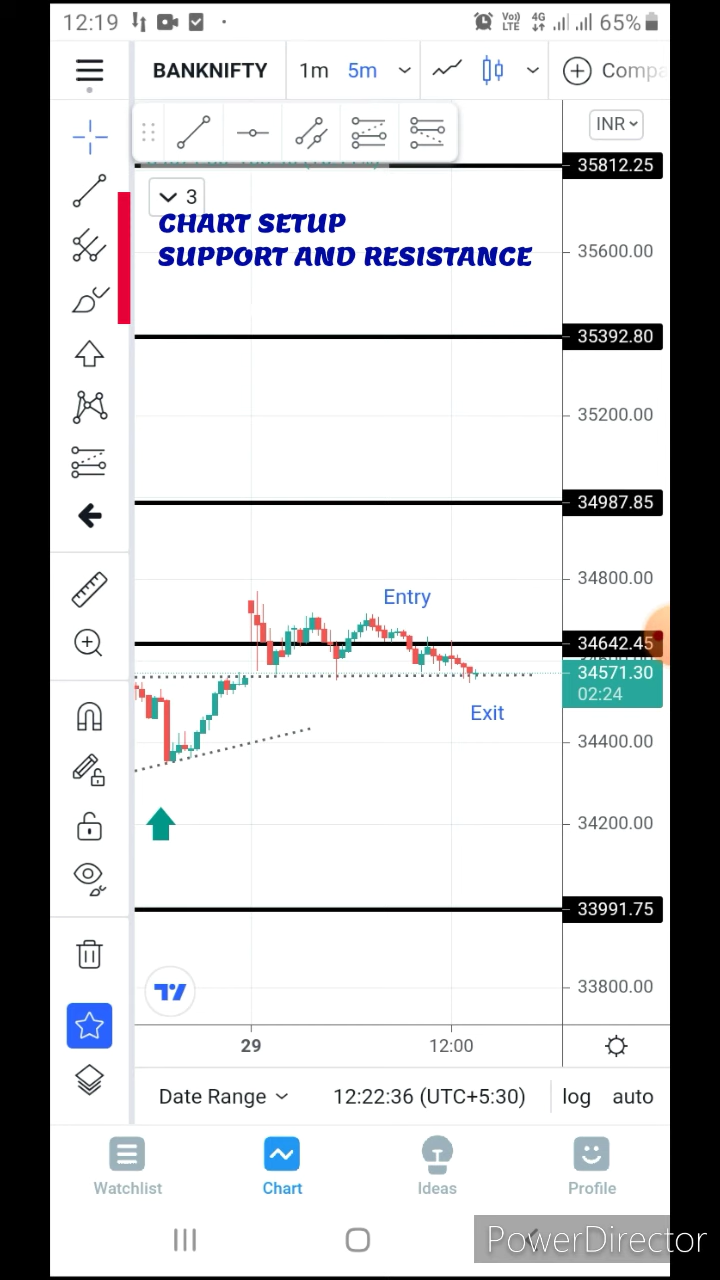 12:19
Vo)) LTE 4G 65%
BANKNIFTY 1m 5m Compa
INR
35812.25
3
CHART SETUP
SUPPORT AND RESISTANCE
35600.00
35392.80
35200.00
34987.85
34800.00
Entry
34642.45
34571.30
02:24
Exit
34400.00
34200.00
33991.75
33800.00
29 12:00
Date Range 12:22:36 (UTC+5:30) log auto
Watchlist Chart Ideas Profile
PowerDirector